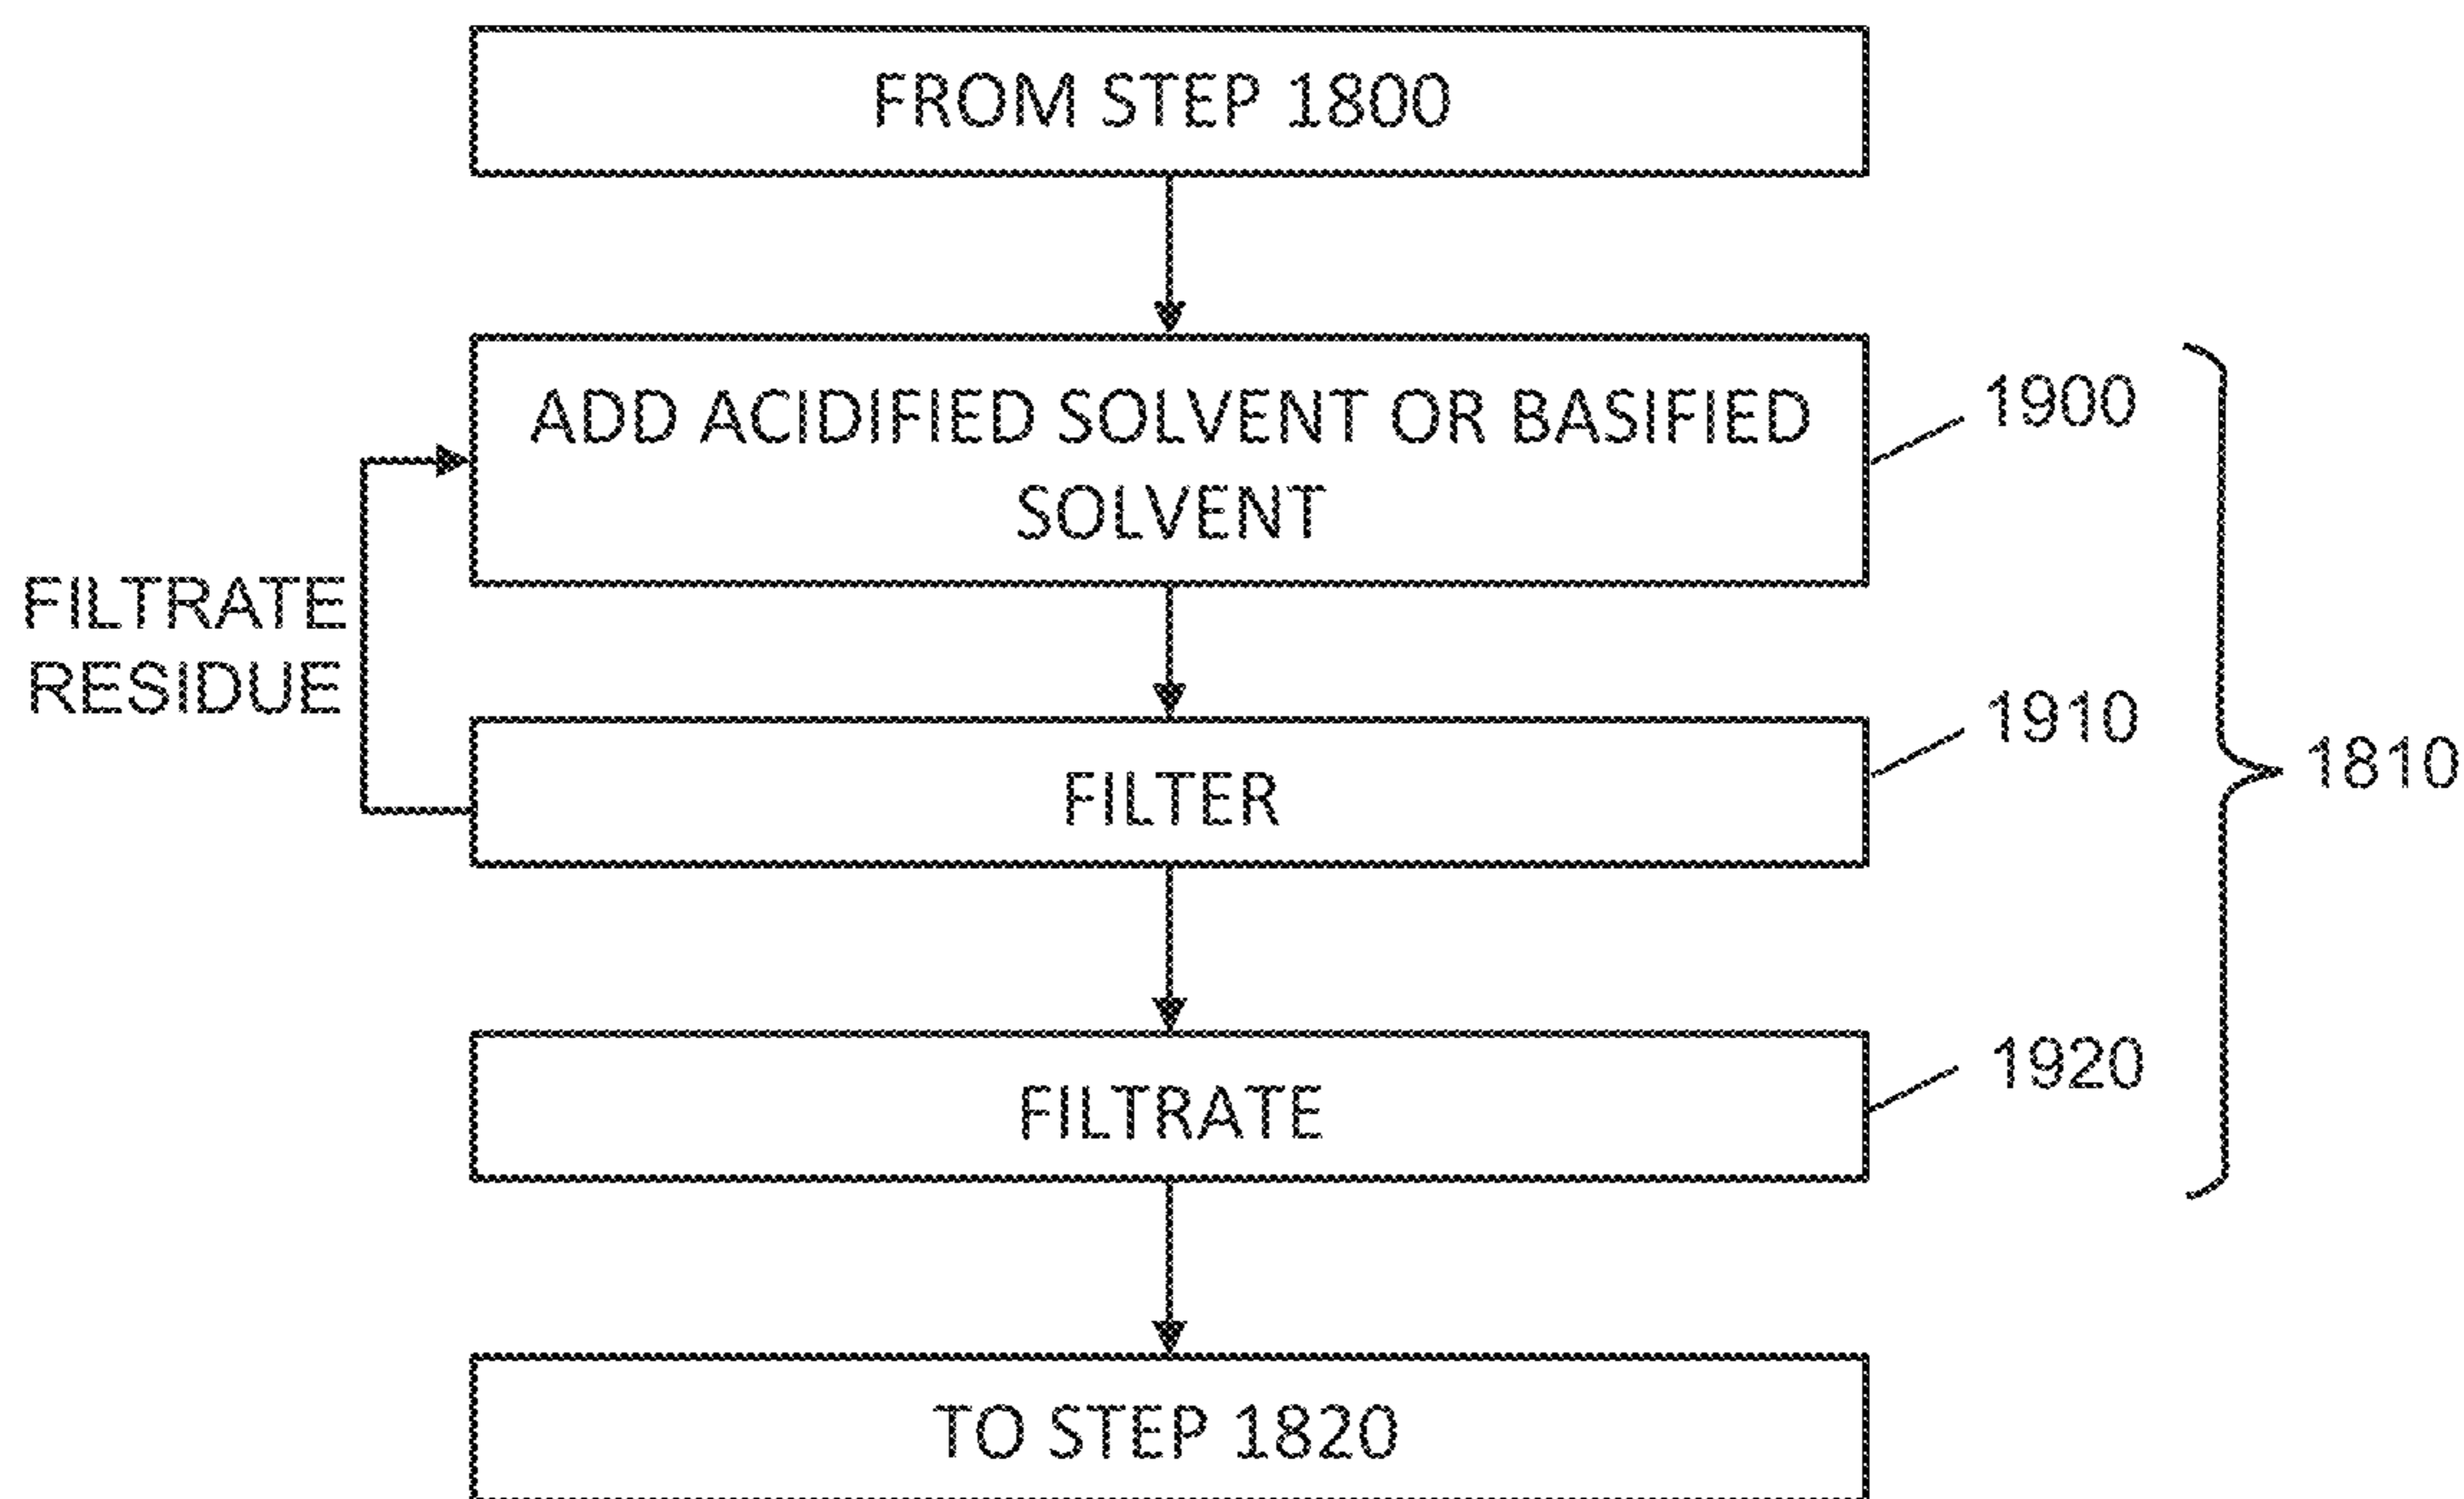 FROM STEP 1800
ADD ACIDIFIED SOLVENT OR BASIFIED
SOLVENT
1900
FILTRATE
RESIDUE
FILTER
1910
1810
FILTRATE
1920
TO STEP 1820